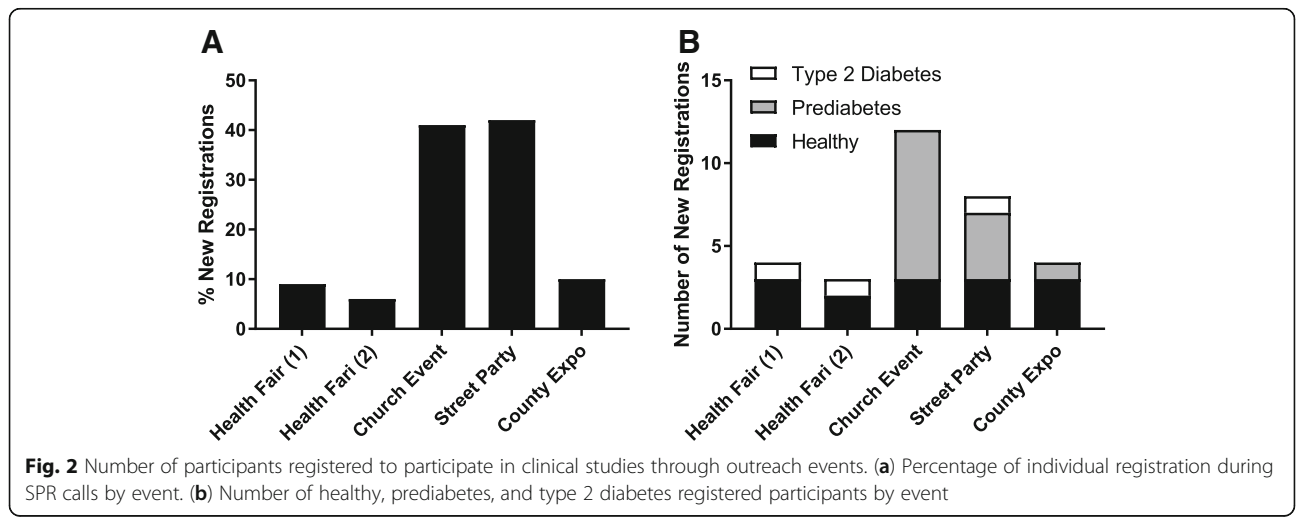 A
% New Registrations
50
40
30
20
10
0
Health Fair (1)
Health Fari (2)
Church Event
Street Party
County Expo
B
Number of New Registrations
15
10
5
0
Type 2 Diabetes
Prediabetes
Healthy
Health Fair (1)
Health Fari (2)
Church Event
Street Party
County Expo
Fig. 2 Number of participants registered to participate in clinical studies through outreach events. (a) Percentage of individual registration during
SPR calls by event. (b) Number of healthy, prediabetes, and type 2 diabetes registered participants by event